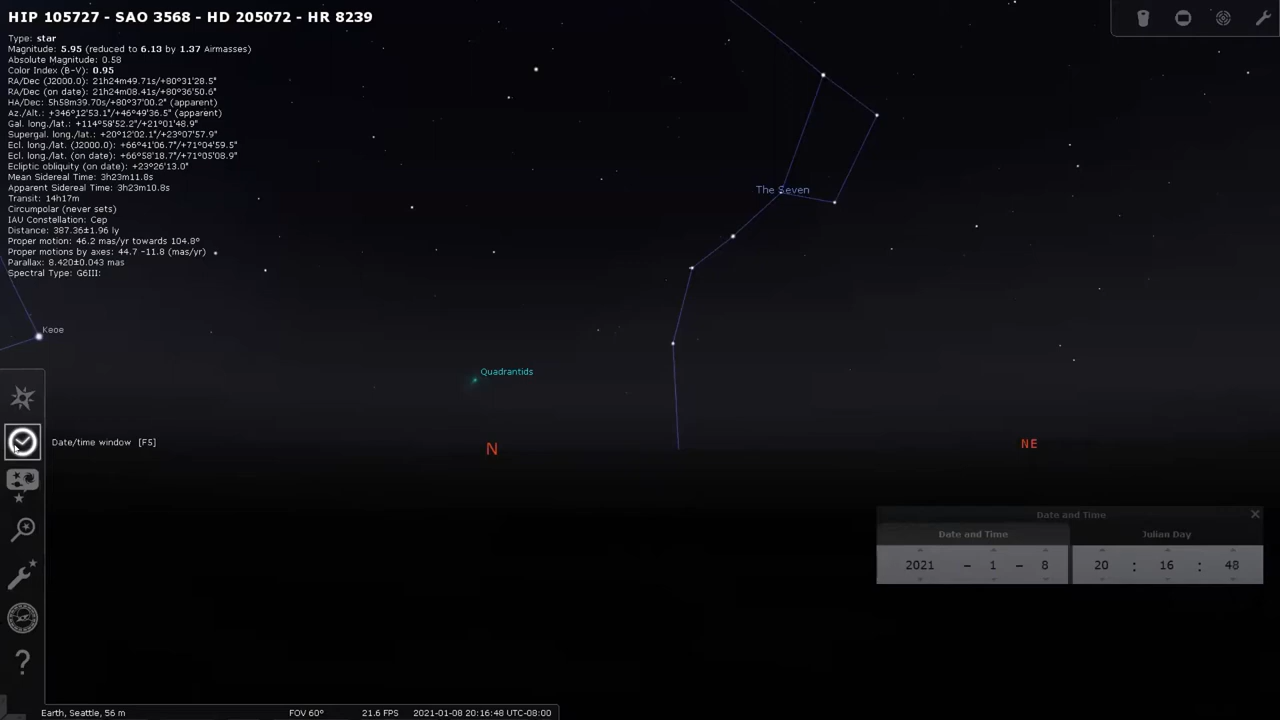 HIP 105727 - SAO 3568 - HD 205072 - HR 8239
Type: star
Magnitude: 5.95 (reduced to 6.13 by 1.37 Airmasses)
Absolute Magnitude: 0.58
Color Index (B-V): 0.95
RA/Dec (J2000.0): 21h24m49.71s/+80°31'28.5"
RA/Dec (on date): 21h24m08.41s/+80°36'50.6"
HA/Dec: 5h58m39.70s/+80°37'00.2" (apparent)
Az./Alt.: +346°12'53.1"/+46°49'36.5" (apparent)
Gal. long./lat.: +114°58'52.2"/+21°01'48.9"
Supergal. long./lat.: +20°12'02.1"/+23°07'57.9"
Ecl. long./lat. (J2000.0): +66°41'06.7"/+71°04'59.5"
Ecl. long./lat. (on date): +66°58'18.7"/+71°05'08.9"
Ecliptic obliquity (on date): +23°26'13.0"
Mean Sidereal Time: 3h23m11.8s
Apparent Sidereal Time: 3h23m10.8s
Transit: 14h17m
Circumpolar (never sets)
IAU Constellation: Cep
Distance: 387.36±1.96 ly
Proper motion: 46.2 mas/yr towards 104.8°
Proper motions by axes: 44.7 -11.8 (mas/yr)
Parallax: 8.420±0.043 mas
Spectral Type: G6III:
The Seven
Keoe
Quadrantids
Date/time window [F5]
N
NE
Date and Time
Date and Time Julian Day
2021 - 1 - 8 20 : 16 : 48
Earth, Seattle, 56 m FOV 60° 21.6 FPS 2021-01-08 20:16:48 UTC-08:00